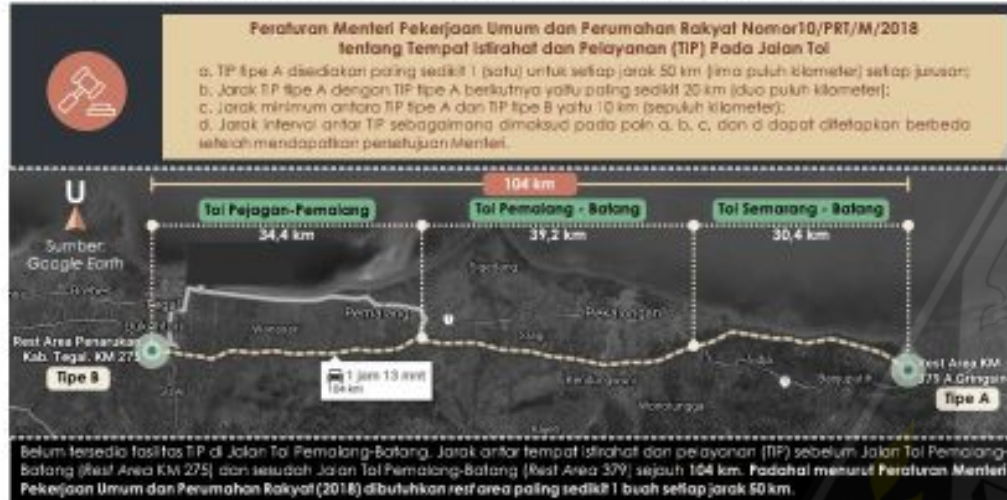 Peraturan Menteri Pekerjaan Umum dan Perumahan Rakyat Nomor10/PRT/M/2018
tentang Tempat Istirahat dan Pelayanan (TIP) Pada Jalan Tol
a. TIP tipe A disediakan paling sedikit 1 (satu) untuk setiap jarak 50 km (lima puluh kilometer) setiap jurusan;
b. Jarak TIP tipe A dengan TIP tipe A berikutnya yaitu paling sedikit 20 km (dua puluh kilometer);
c. Jarak minimum antara TIP tipe A dan TIP tipe B yaitu 10 km (sepuluh kilometer);
d. Jarak interval antar TIP sebagaimana dimaksud pada poin a, b, c, dan d dapat ditetapkan berbeda
setelah mendapatkan persetujuan Menteri.
104 km
U
Tol Pejagan-Pemalang
Tol Pemalang - Batang
Tol Semarang - Batang
34,4 km
39,2 km
30,4 km
Sumber:
Google Earth
Brebes
Tegal
Pemalang
Pekalongan
Rest Area Penarukan
Kab. Tegal. KM 275
Tipe B
1 jam 13 mnt
104 km
Rest Area KM
379 A Gringsing
Tipe A
Belum tersedia fasilitas TIP di Jalan Tol Pemalang-Batang. Jarak antar tempat istirahat dan pelayanan (TIP) sebelum Jalan Tol Pemalang-
Batang (Rest Area KM 275) dan sesudah Jalan Tol Pemalang-Batang (Rest Area 379) sejauh 104 km. Padahal menurut Peraturan Menteri
Pekerjaan Umum dan Perumahan Rakyat (2018) dibutuhkan rest area paling sedikit 1 buah setiap jarak 50 km.